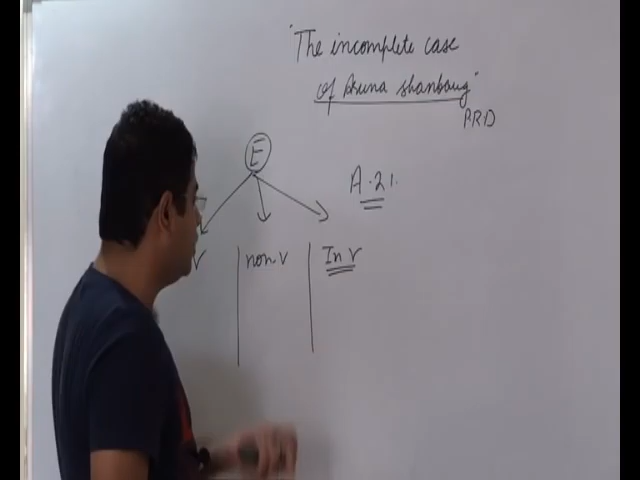 "The incomplete case
of Aruna Shanbaug"
PRD
E
A.21.
V
non V
In V